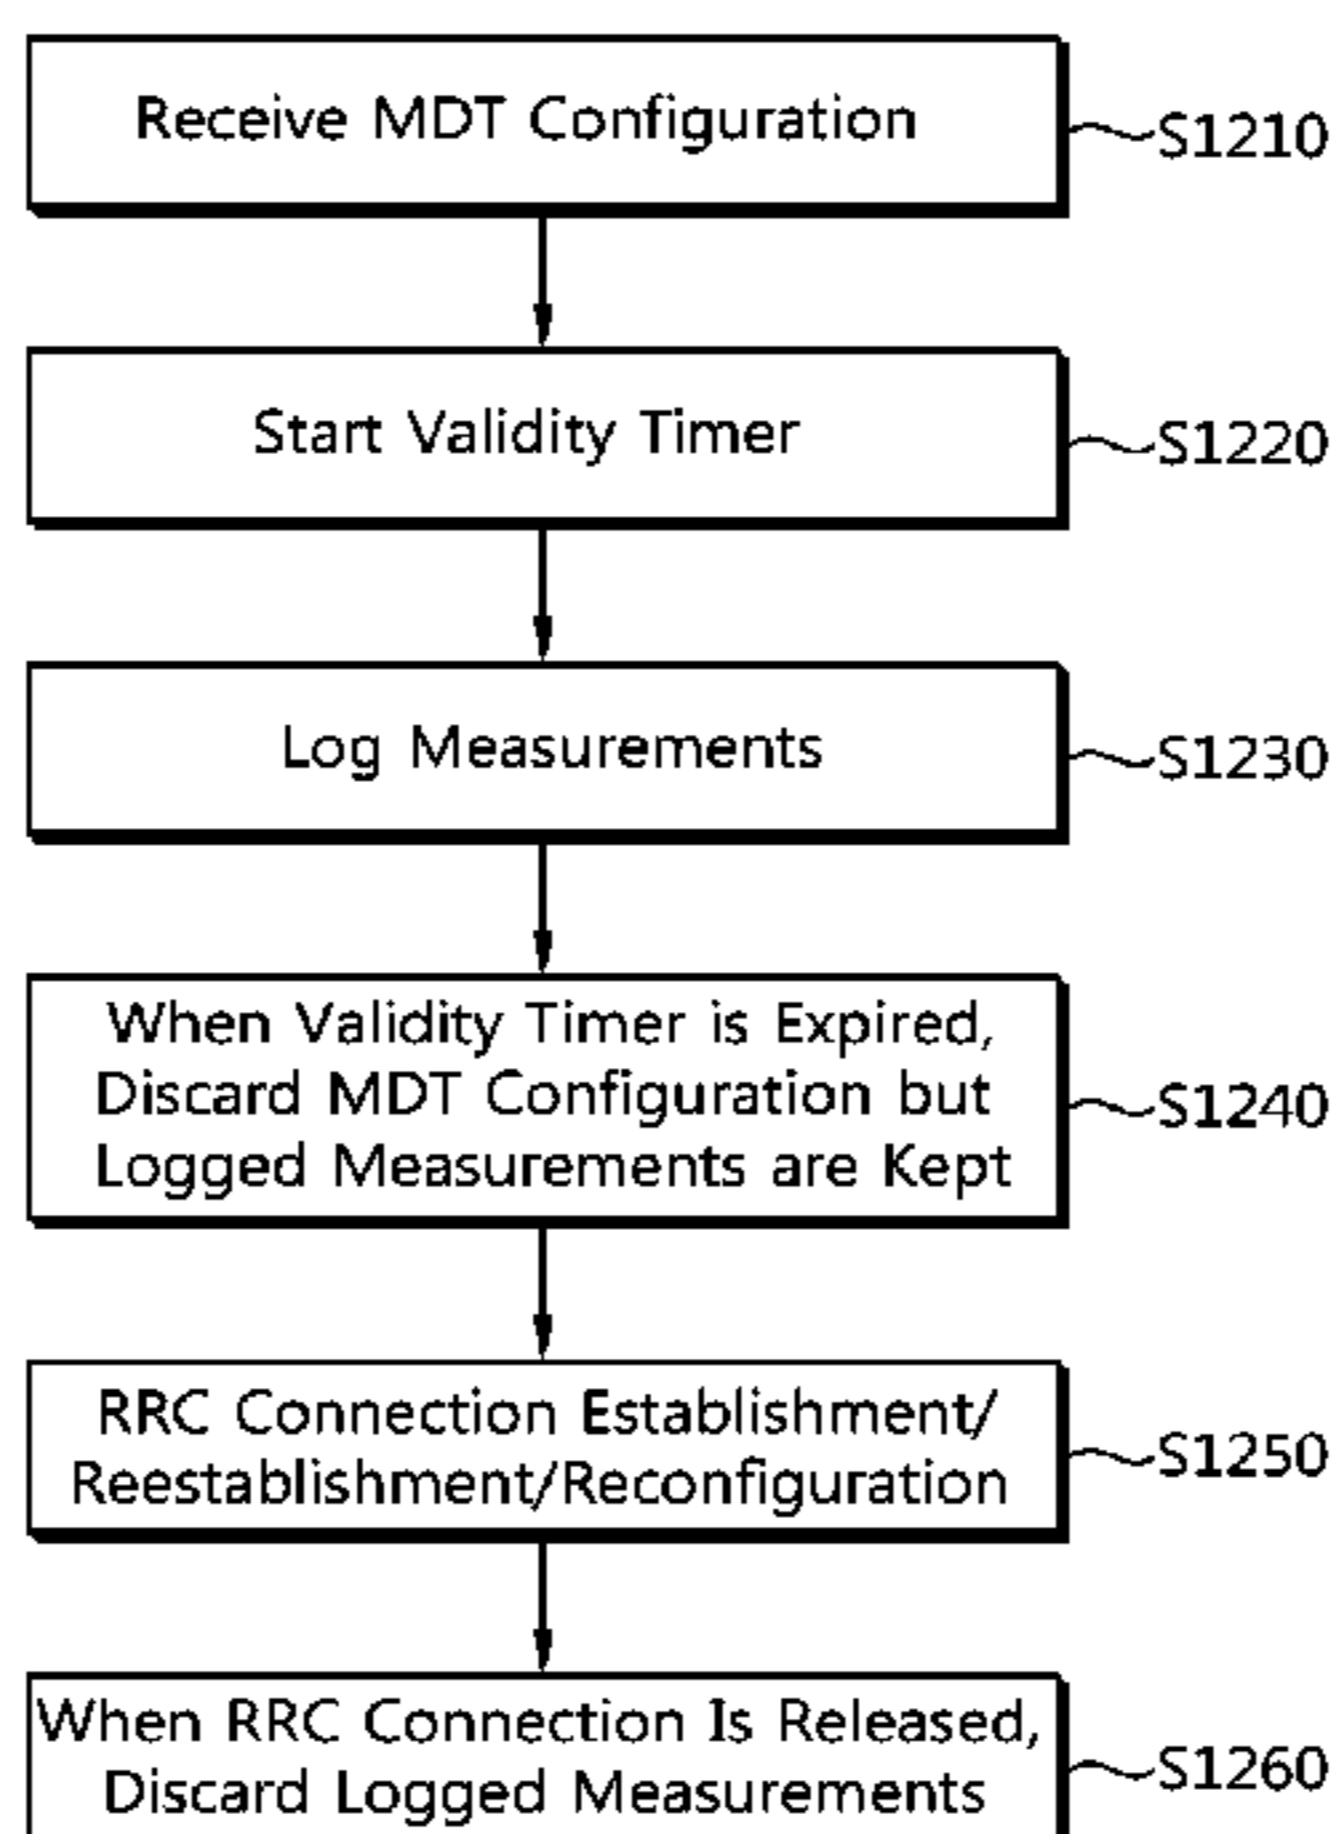 Receive MDT Configuration
S1210
Start Validity Timer
S1220
Log Measurements
S1230
When Validity Timer is Expired,
Discard MDT Configuration but
Logged Measurements are Kept
S1240
RRC Connection Establishment/
Reestablishment/Reconfiguration
S1250
When RRC Connection Is Released,
Discard Logged Measurements
S1260